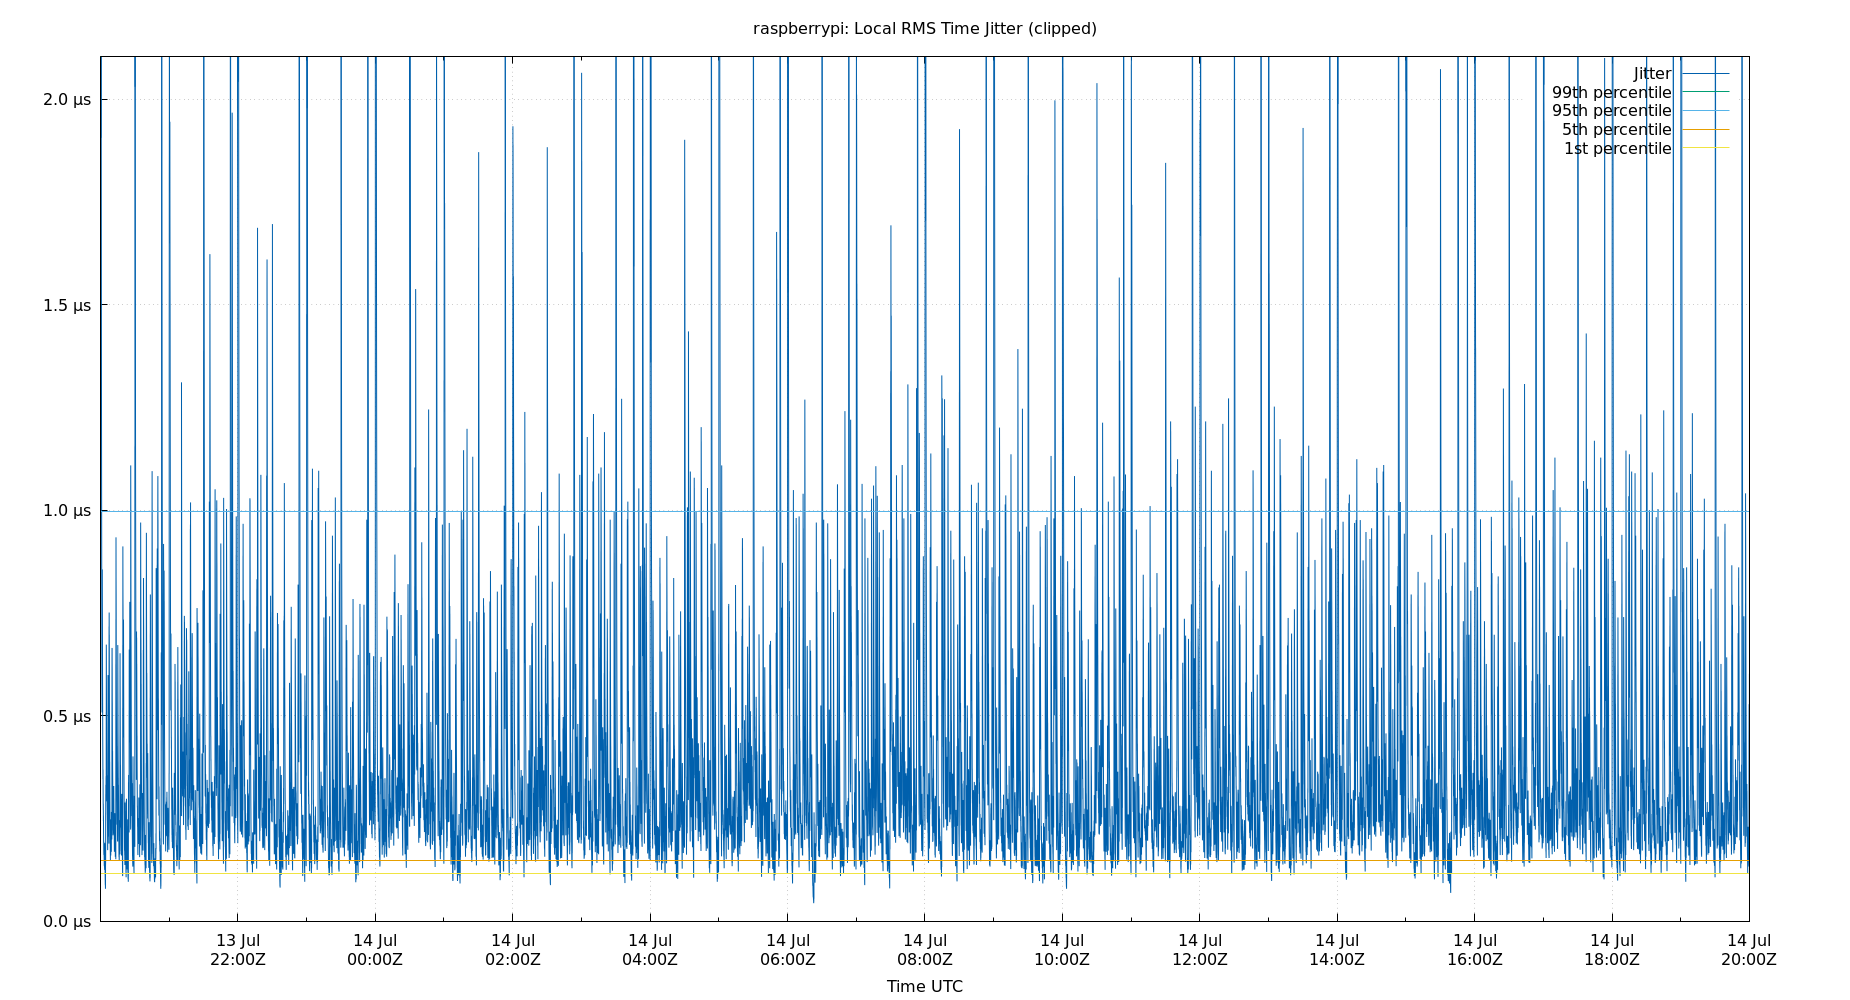 raspberrypi: Local RMS Time Jitter (clipped)
Jitter
99th percentile
95th percentile
5th percentile
1st percentile
2.0 µs
1.5 µs
1.0 µs
0.5 µs
0.0 µs
13 Jul 14 Jul 14 Jul 14 Jul 14 Jul 14 Jul 14 Jul 14 Jul 14 Jul 14 Jul 14 Jul 14 Jul
22:00Z 00:00Z 02:00Z 04:00Z 06:00Z 08:00Z 10:00Z 12:00Z 14:00Z 16:00Z 18:00Z 20:00Z
Time UTC